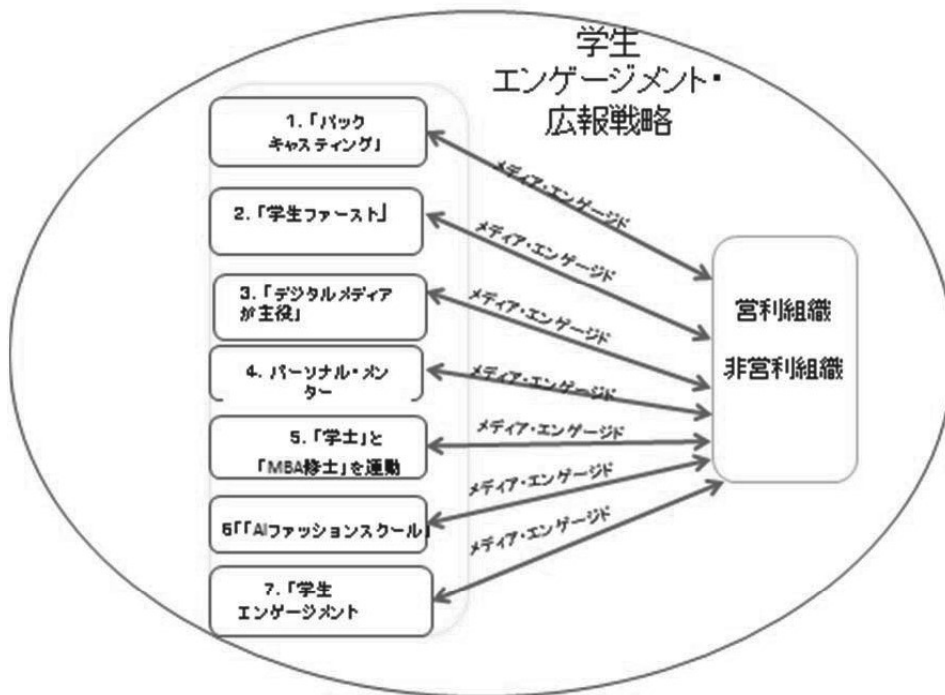 学生
エンゲージメント・
広報戦略
1.「バック
キャスティング」
2.「学生ファースト」
3.「デジタルメディア
が主役」
4. パーソナル・メン
ター
5.「学士」と
「MBA修士」を運動
6「「AIファッションスクール」
7.「学生
エンゲージメント
メディア・エンゲージド
メディア・エンゲージド
メディア・エンゲージド
メディア・エンゲージド
メディア・エンゲージド
メディア・エンゲージド
メディア・エンゲージド
営利組織
非営利組織